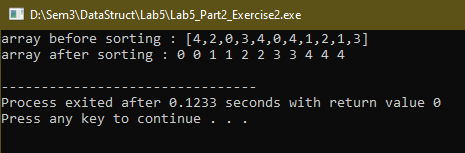 D:\Sem3\DataStruct\Lab5\Lab5_Part2_Exercise2.exe
array before sorting : [4,2,0,3,4,0,4,1,2,1,3]
array after sorting : 0 0 1 1 2 2 3 3 4 4 4
--------------------------------
Process exited after 0.1233 seconds with return value 0
Press any key to continue . . .